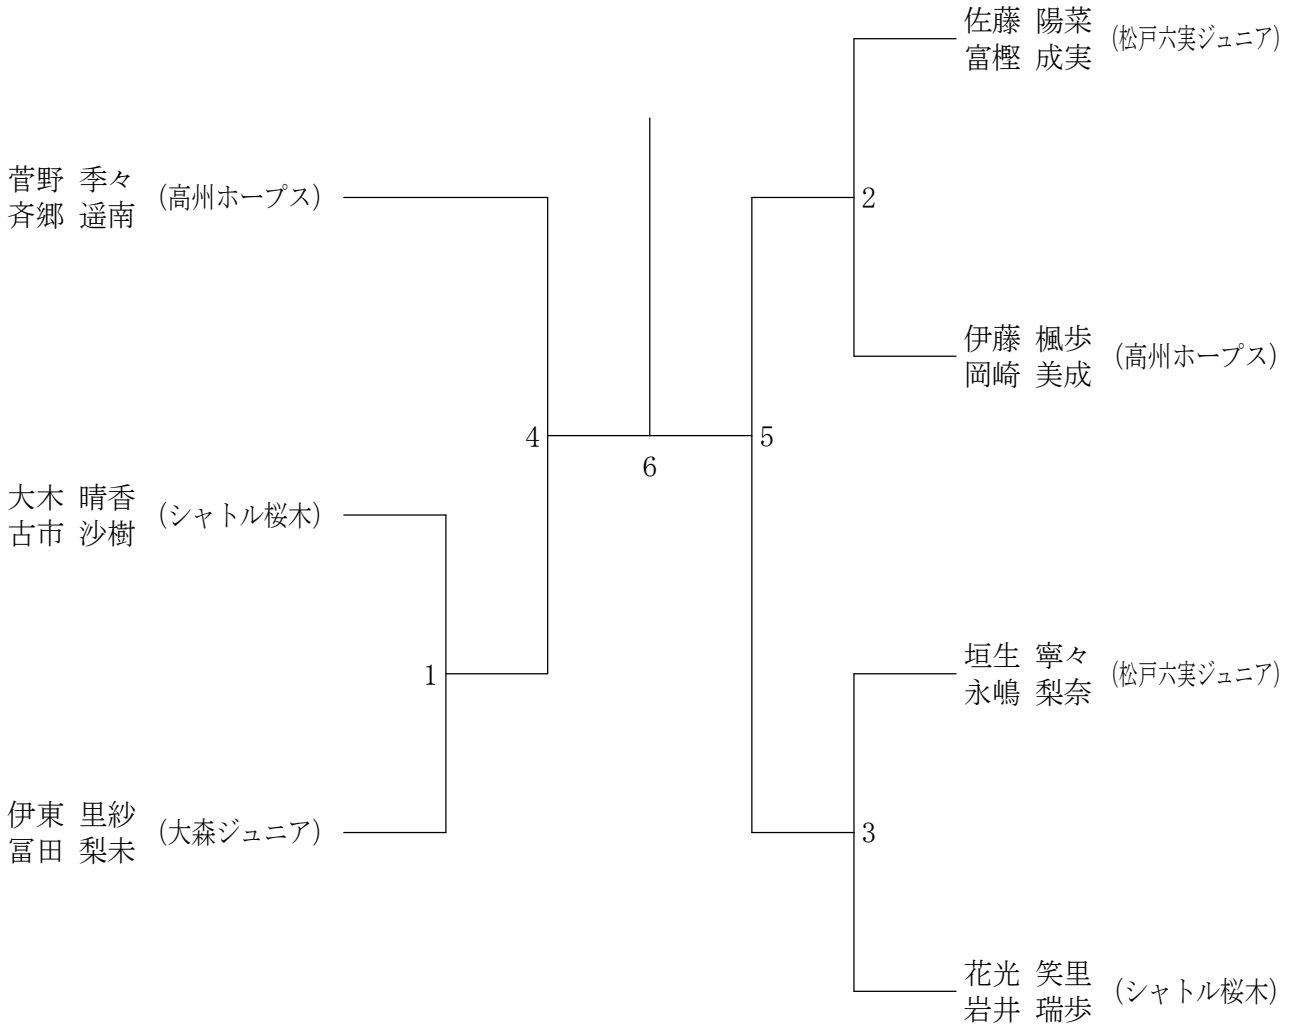 佐藤 陽菜
富樫 成実
(松戸六実ジュニア)
菅野 季々
斉郷 遥南
(高州ホープス)
2
伊藤 楓歩
岡崎 美成
(高州ホープス)
4
5
6
大木 晴香
古市 沙樹
(シャトル桜木)
1
垣生 寧々
永嶋 梨奈
(松戸六実ジュニア)
伊東 里紗
冨田 梨未
(大森ジュニア)
3
花光 笑里
岩井 瑞歩
(シャトル桜木)